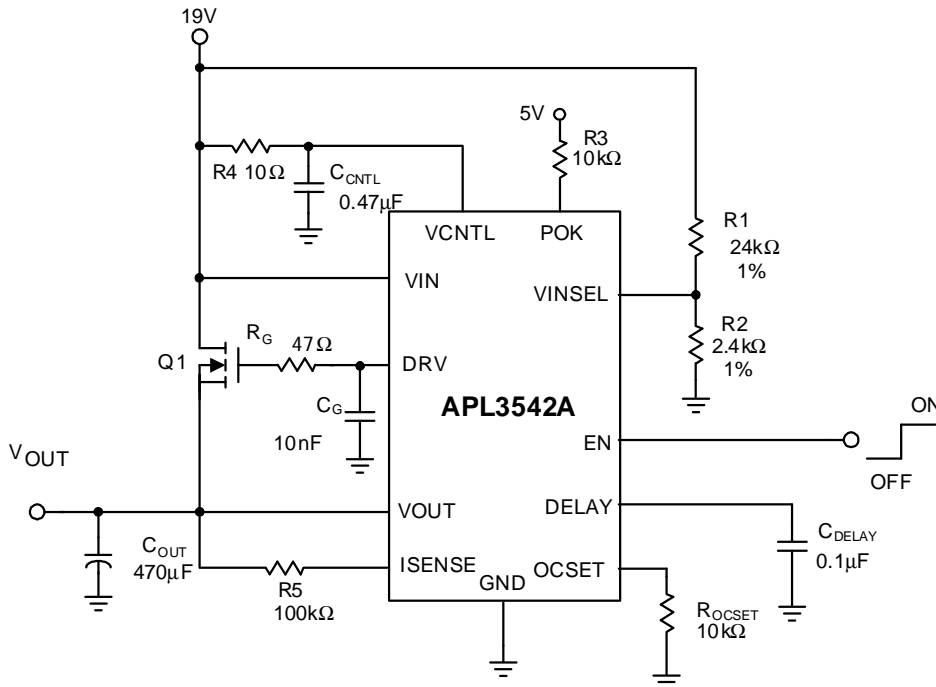 19V
5V
R3
10kΩ
R4 10Ω
CCNTL
0.47μF
VCNTL
POK
R1
24kΩ
1%
VIN
VINSEL
RG
47Ω
R2
2.4kΩ
1%
Q1
DRV
CG
10nF
APL3542A
ON
EN
OFF
VOUT
VOUT
DELAY
CDELAY
0.1μF
COUT
470μF
ISENSE
OCSET
GND
R5
100kΩ
ROCSET
10kΩ